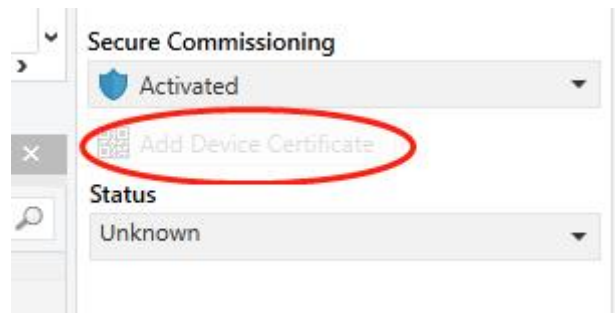 Secure Commissioning
Activated
Add Device Certificate
Status
Unknown